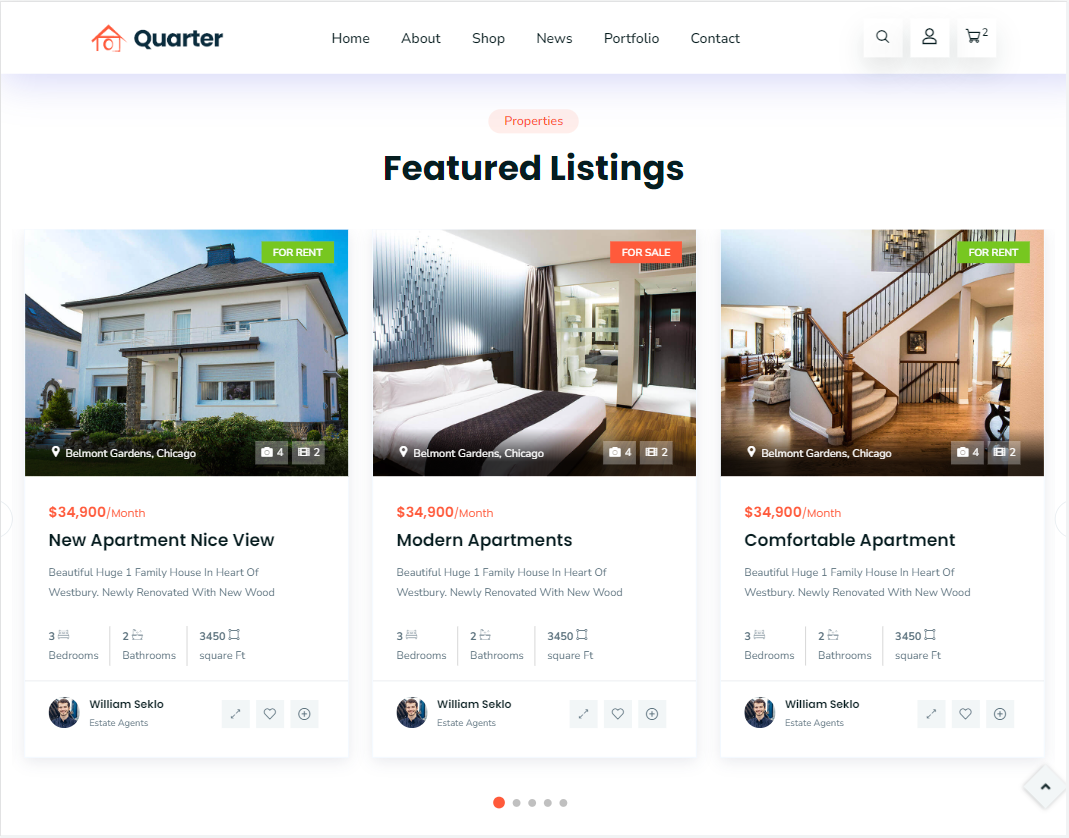 Quarter
Home About Shop News Portfolio Contact
2
Properties
Featured Listings
FOR RENT
Belmont Gardens, Chicago 4 2
$34,900/Month
New Apartment Nice View
Beautiful Huge 1 Family House In Heart Of
Westbury. Newly Renovated With New Wood
3 2 3450
Bedrooms Bathrooms square Ft
William Seklo
Estate Agents
FOR SALE
Belmont Gardens, Chicago 4 2
$34,900/Month
Modern Apartments
Beautiful Huge 1 Family House In Heart Of
Westbury. Newly Renovated With New Wood
3 2 3450
Bedrooms Bathrooms square Ft
William Seklo
Estate Agents
FOR RENT
Belmont Gardens, Chicago 4 2
$34,900/Month
Comfortable Apartment
Beautiful Huge 1 Family House In Heart Of
Westbury. Newly Renovated With New Wood
3 2 3450
Bedrooms Bathrooms square Ft
William Seklo
Estate Agents